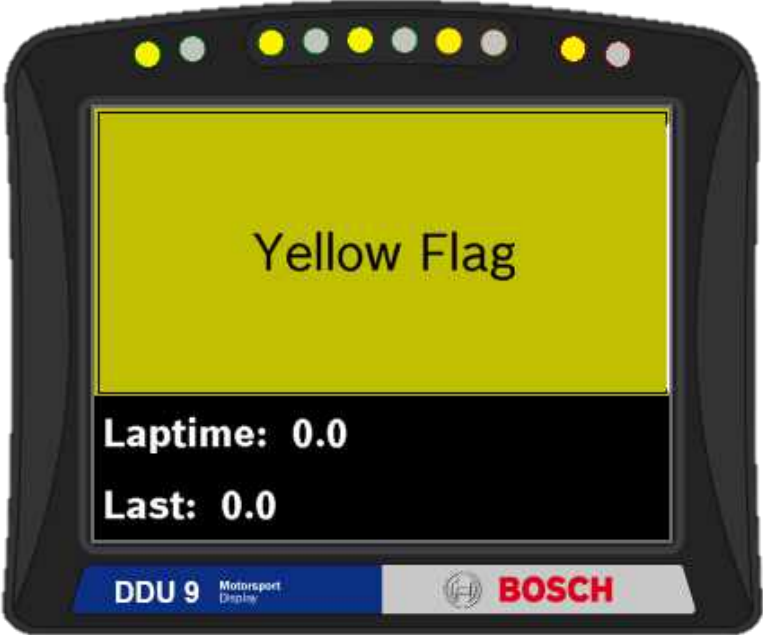 Yellow Flag
Laptime: 0.0
Last: 0.0
DDU 9 Motorsport
Display
BOSCH